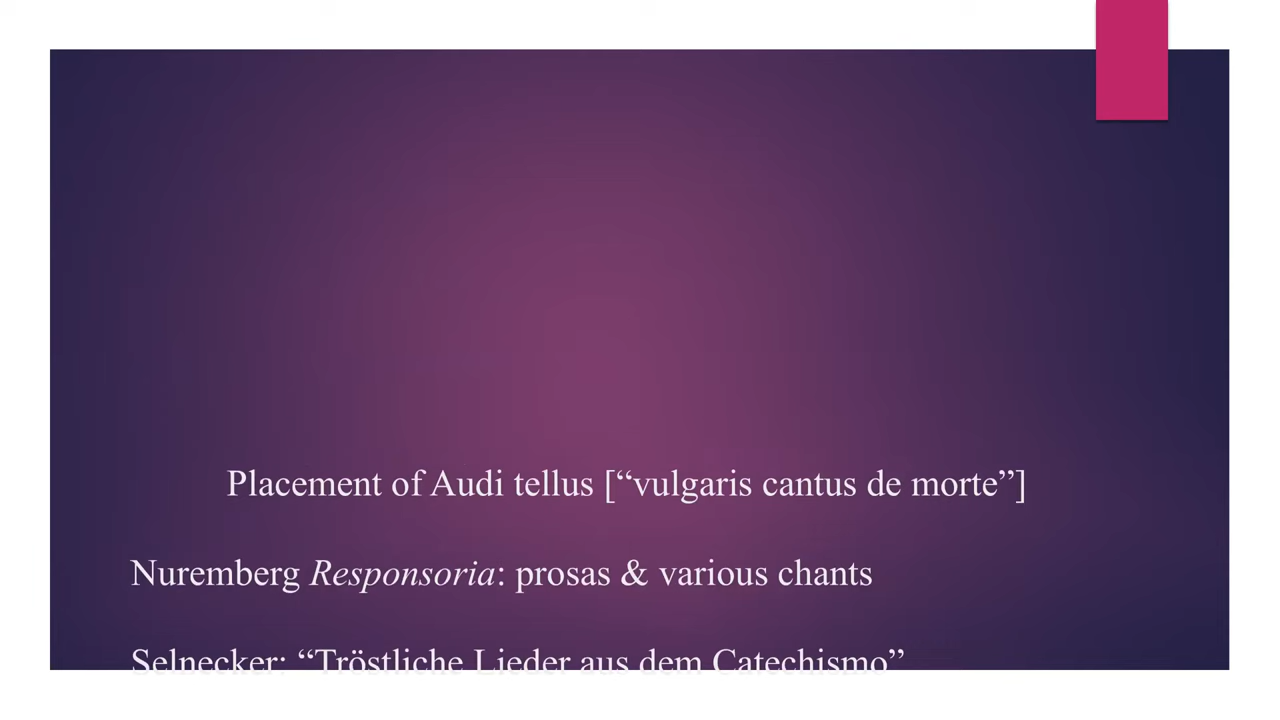 Placement of Audi tellus [“vulgaris cantus de morte”]
Nuremberg Responsoria: prosas & various chants
Selnecker: “Tröstliche Lieder aus dem Catechismo”